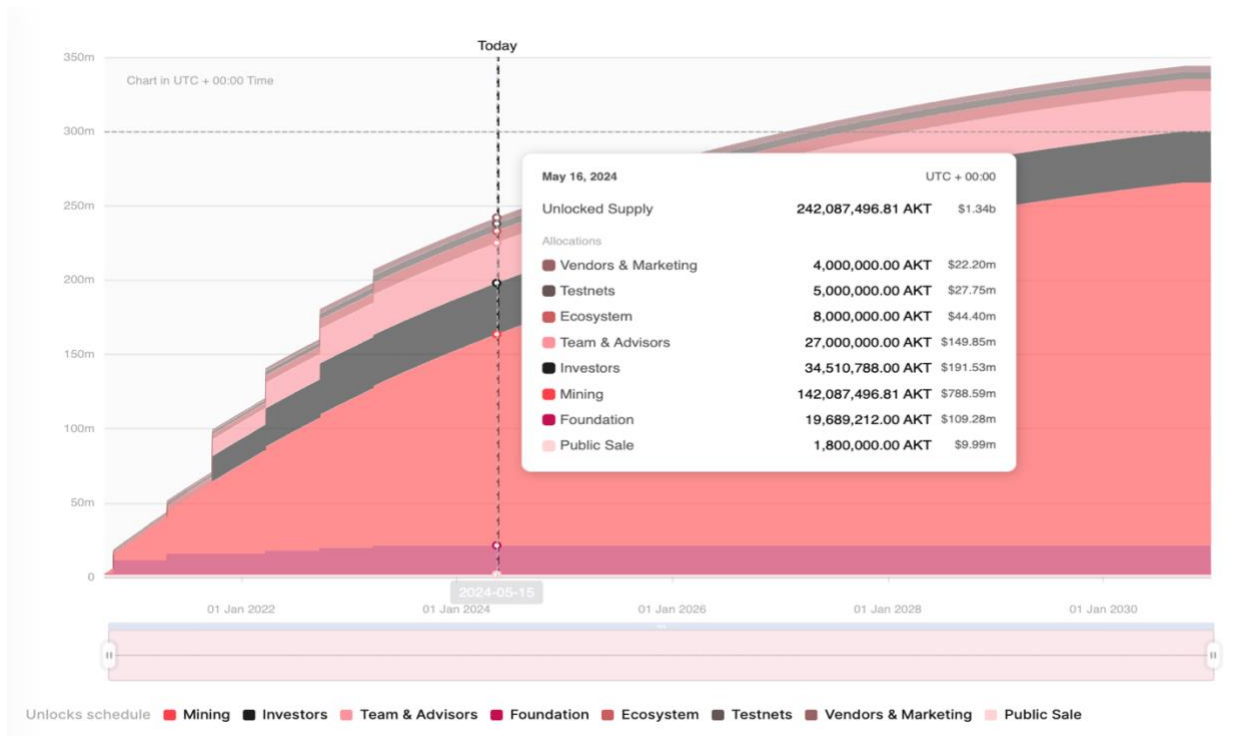 Today
350m
Chart in UTC + 00:00 Time
300m
250m
200m
150m
100m
50m
0
May 16, 2024 UTC + 00:00
Unlocked Supply 242,087,496.81 AKT $1.34b
Allocations
Vendors & Marketing 4,000,000.00 AKT $22.20m
Testnets 5,000,000.00 AKT $27.75m
Ecosystem 8,000,000.00 AKT $44.40m
Team & Advisors 27,000,000.00 AKT $149.85m
Investors 34,510,788.00 AKT $191.53m
Mining 142,087,496.81 AKT $788.59m
Foundation 19,689,212.00 AKT $109.28m
Public Sale 1,800,000.00 AKT $9.99m
2024-05-15
01 Jan 2022 01 Jan 2024 01 Jan 2026 01 Jan 2028 01 Jan 2030
Unlocks schedule Mining Investors Team & Advisors Foundation Ecosystem Testnets Vendors & Marketing Public Sale